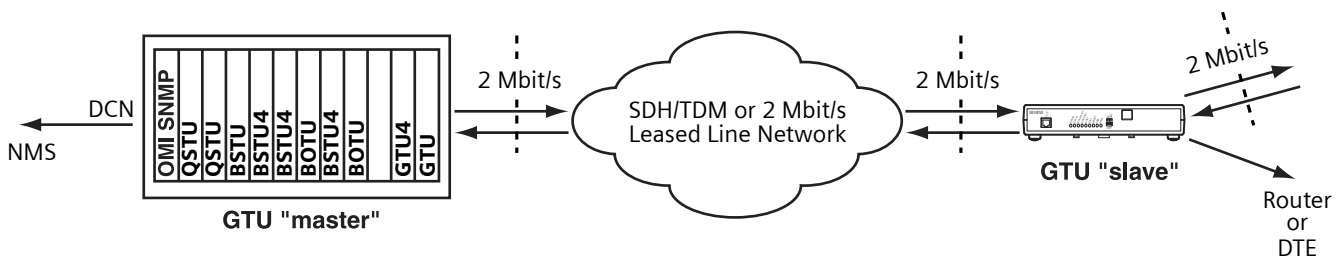 NMS
DCN
OMI SNMP
QSTU
QSTU
BSTU
BSTU4
BSTU4
BOTU
BSTU4
BOTU
GTU4
GTU
GTU "master"
2 Mbit/s
SDH/TDM or 2 Mbit/s
Leased Line Network
2 Mbit/s
GTU "slave"
2 Mbit/s
Router
or
DTE